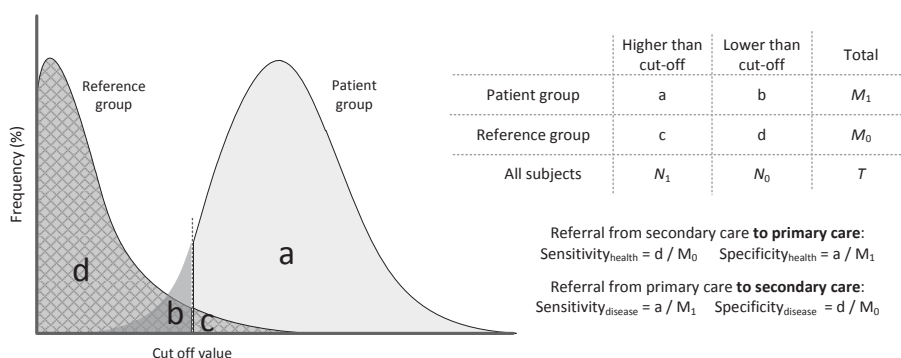 Frequency (%)
Reference
group
Patient
group
d
b
c
a
Cut off value
Higher than
cut-off
Lower than
cut-off
Total
Patient group a b M₁
Reference group c d M₀
All subjects N₁ N₀ T
Referral from secondary care to primary care:
Sensitivityhealth = d / M₀ Specificityhealth = a / M₁
Referral from primary care to secondary care:
Sensitivitydisease = a / M₁ Specificitydisease = d / M₀